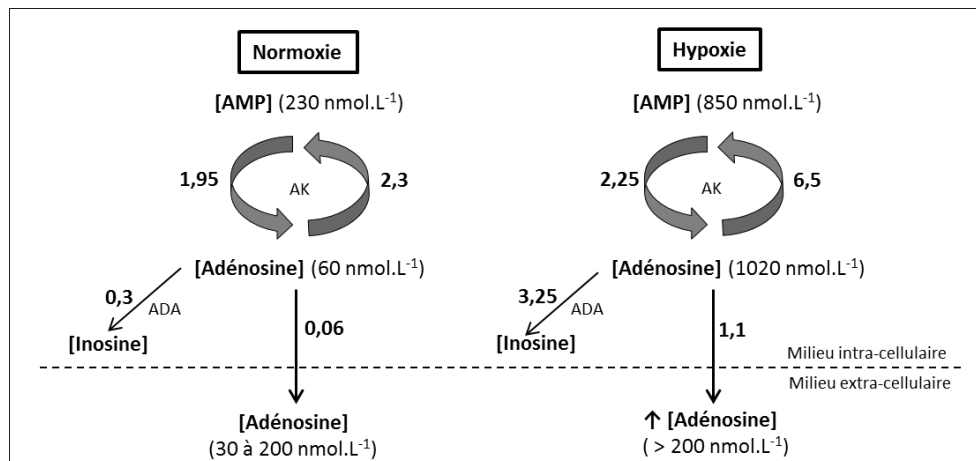 Normoxie
[AMP] (230 nmol.L⁻¹)
1,95
AK
2,3
[Adénosine] (60 nmol.L⁻¹)
0,3
ADA
[Inosine]
0,06
[Adénosine]
(30 à 200 nmol.L⁻¹)
Hypoxie
[AMP] (850 nmol.L⁻¹)
2,25
AK
6,5
[Adénosine] (1020 nmol.L⁻¹)
3,25
ADA
[Inosine]
1,1
Milieu intra-cellulaire
Milieu extra-cellulaire
↑ [Adénosine]
( > 200 nmol.L⁻¹)